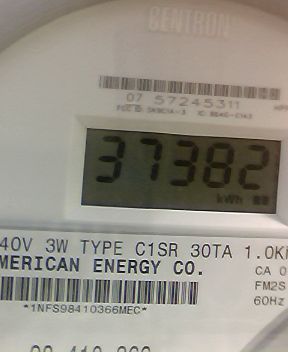 CENTRON
07 57245311
37382
kWh
40V 3W TYPE C1SR 30TA 1.0K
MERICAN ENERGY CO.
CA 0
FM2S
60Hz
*1NFS98410366MEC*